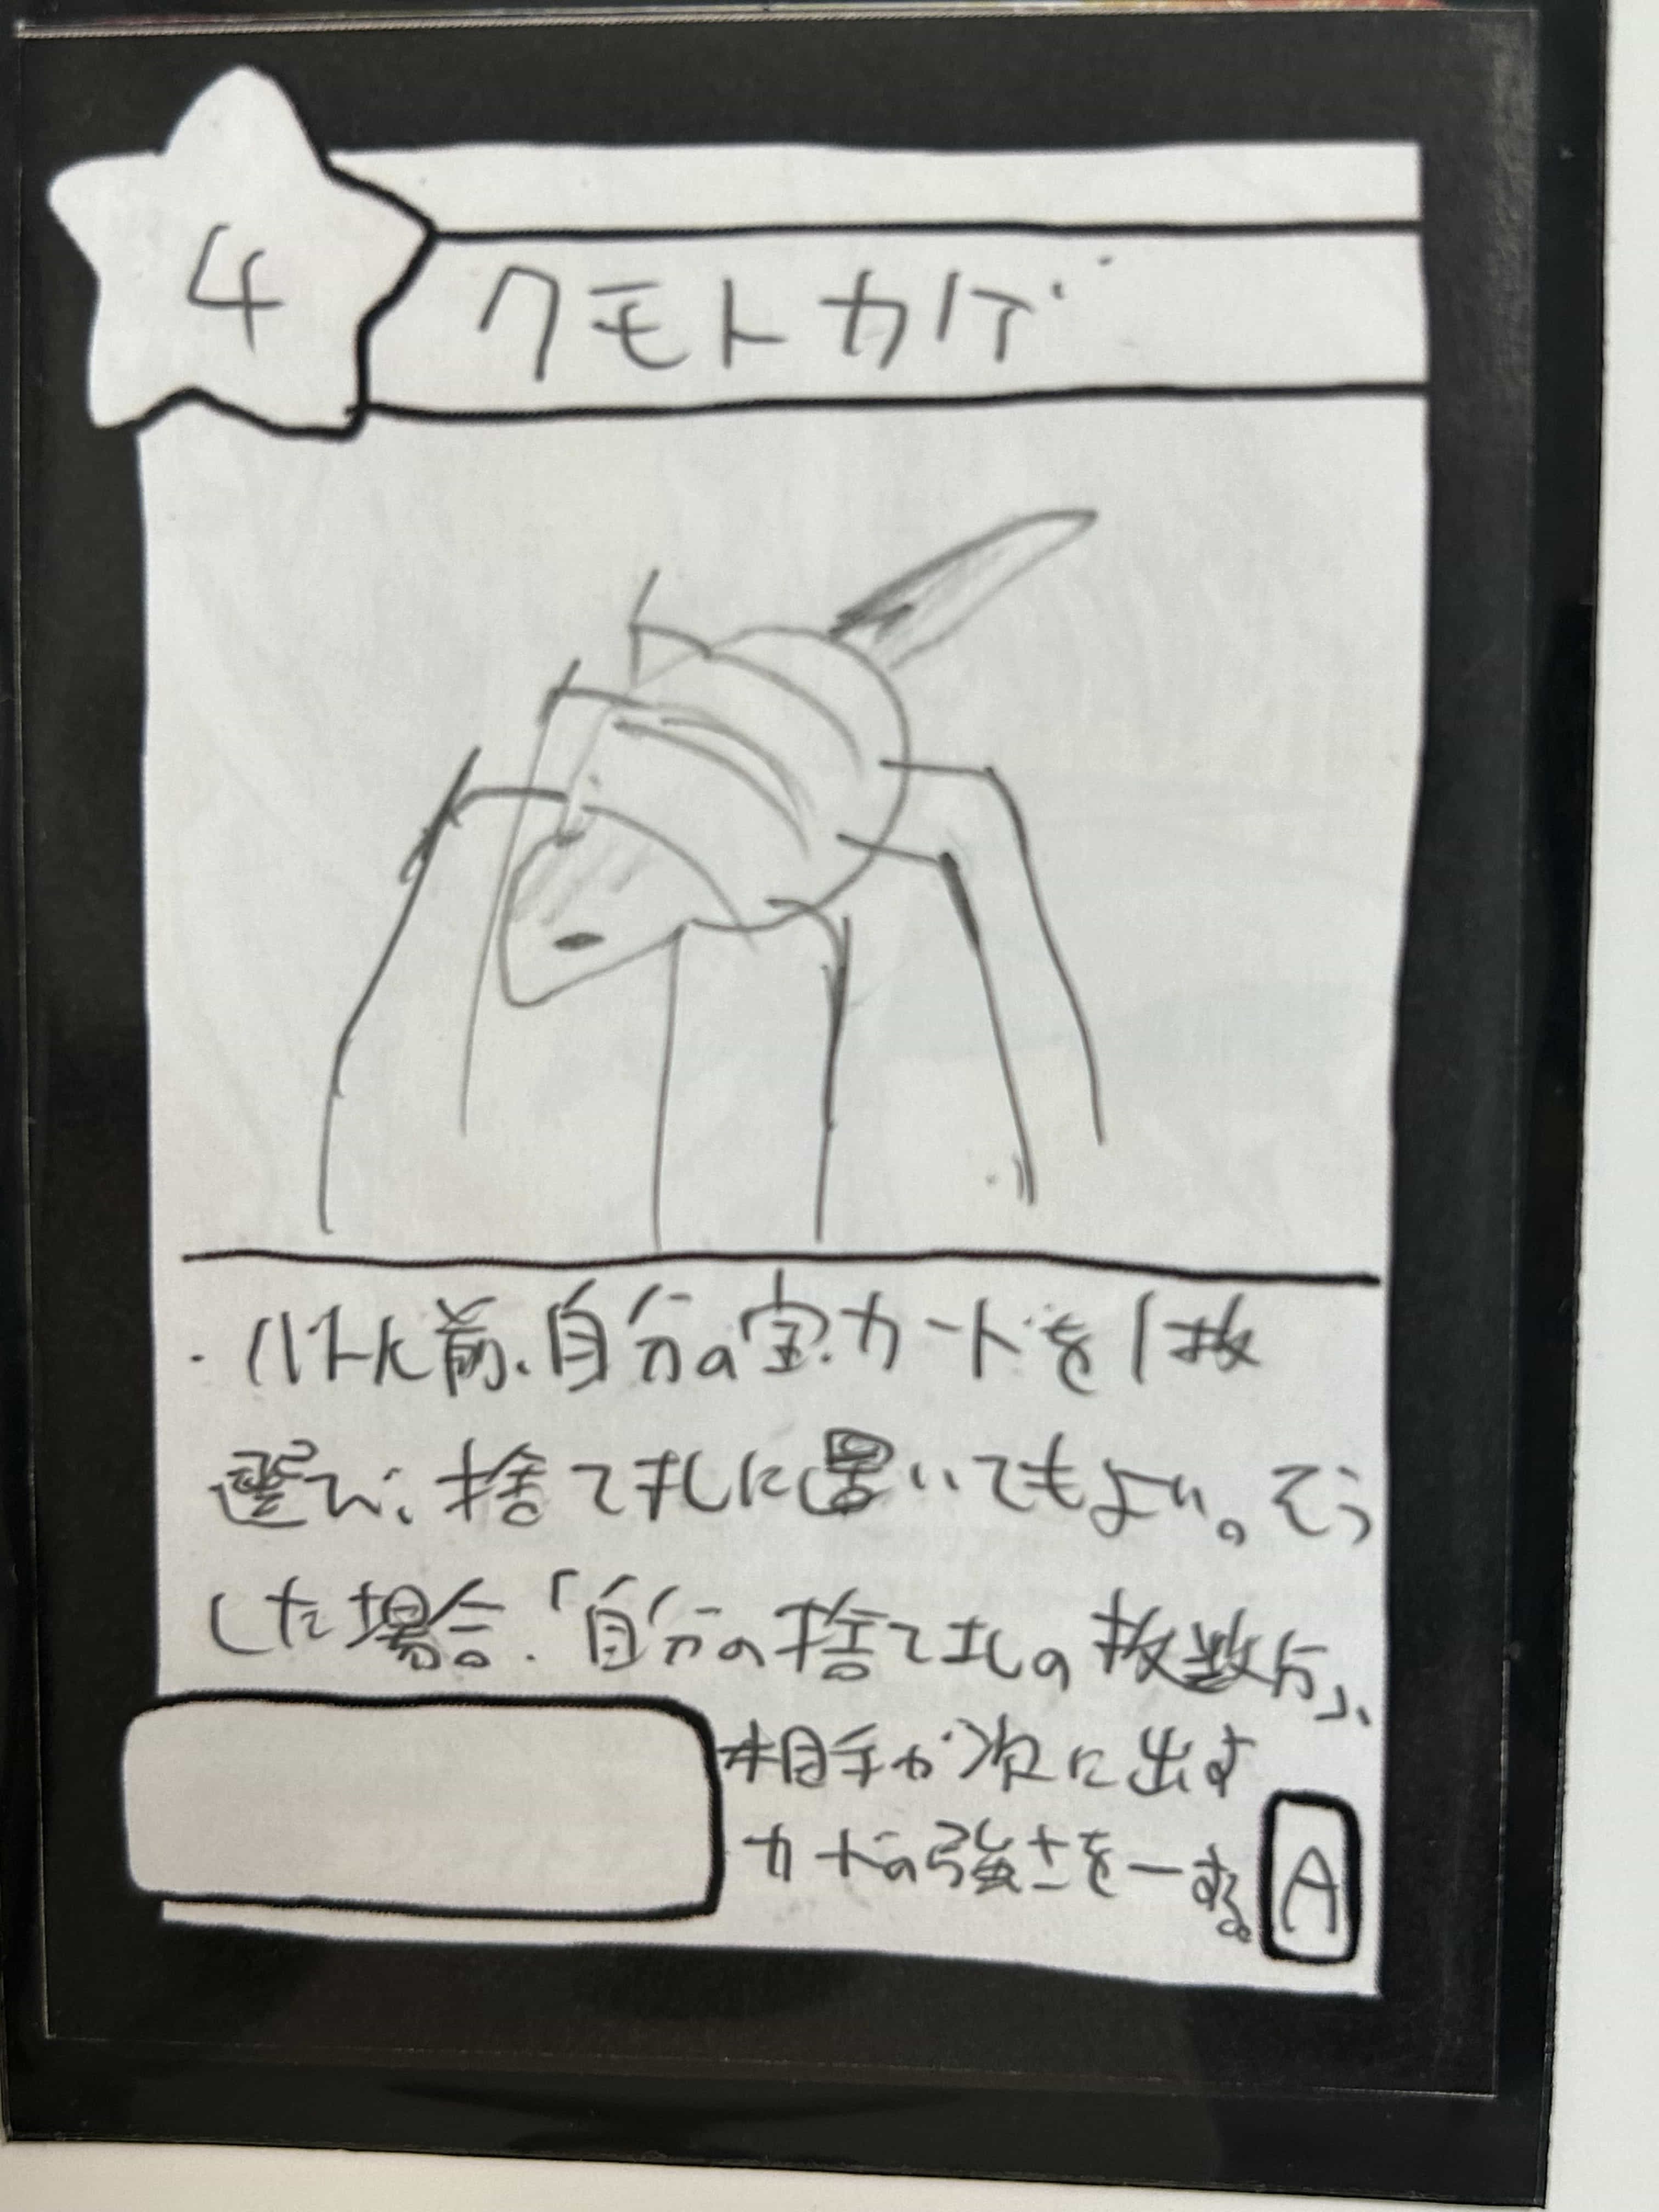 4
クモトカゲ
・バトル前、自分の宝カードを1枚
選び、捨て札に置いてもよい。そう
した場合、「自分の捨て札の枚数分」、
相手が次に出す
カードの強さを－する。
A